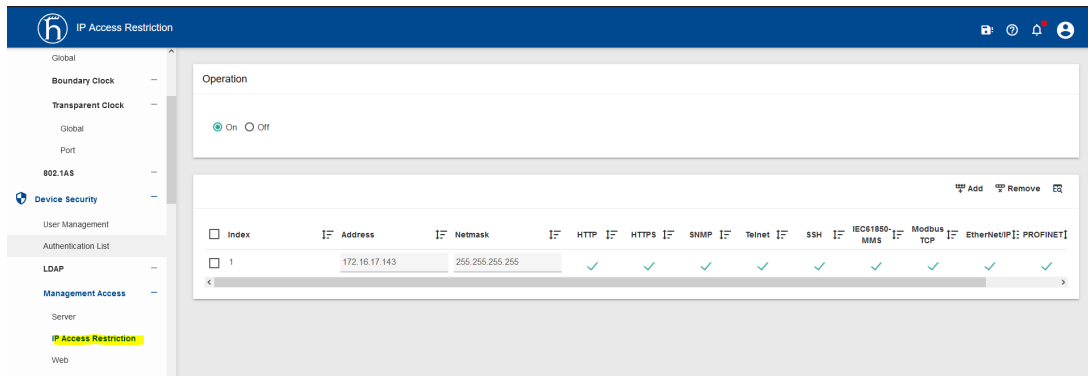 IP Access Restriction
Global
Boundary Clock
Transparent Clock
Global
Port
802.1AS
Device Security
User Management
Authentication List
LDAP
Management Access
Server
IP Access Restriction
Web
Operation
On Off
Add Remove
Index Address Netmask HTTP HTTPS SNMP Telnet SSH IEC61850-MMS Modbus TCP EtherNet/IP PROFINET
1 172.16.17.143 255.255.255.255